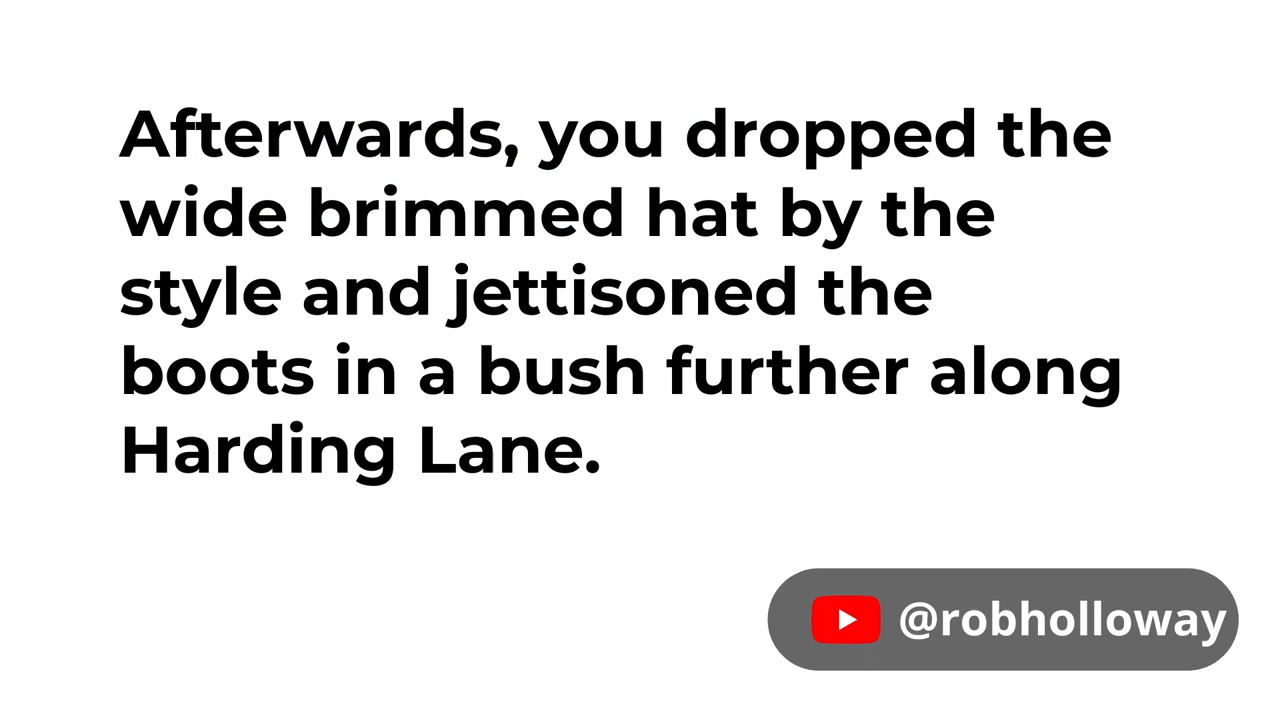 Afterwards, you dropped the
wide brimmed hat by the
style and jettisoned the
boots in a bush further along
Harding Lane.
@robholloway